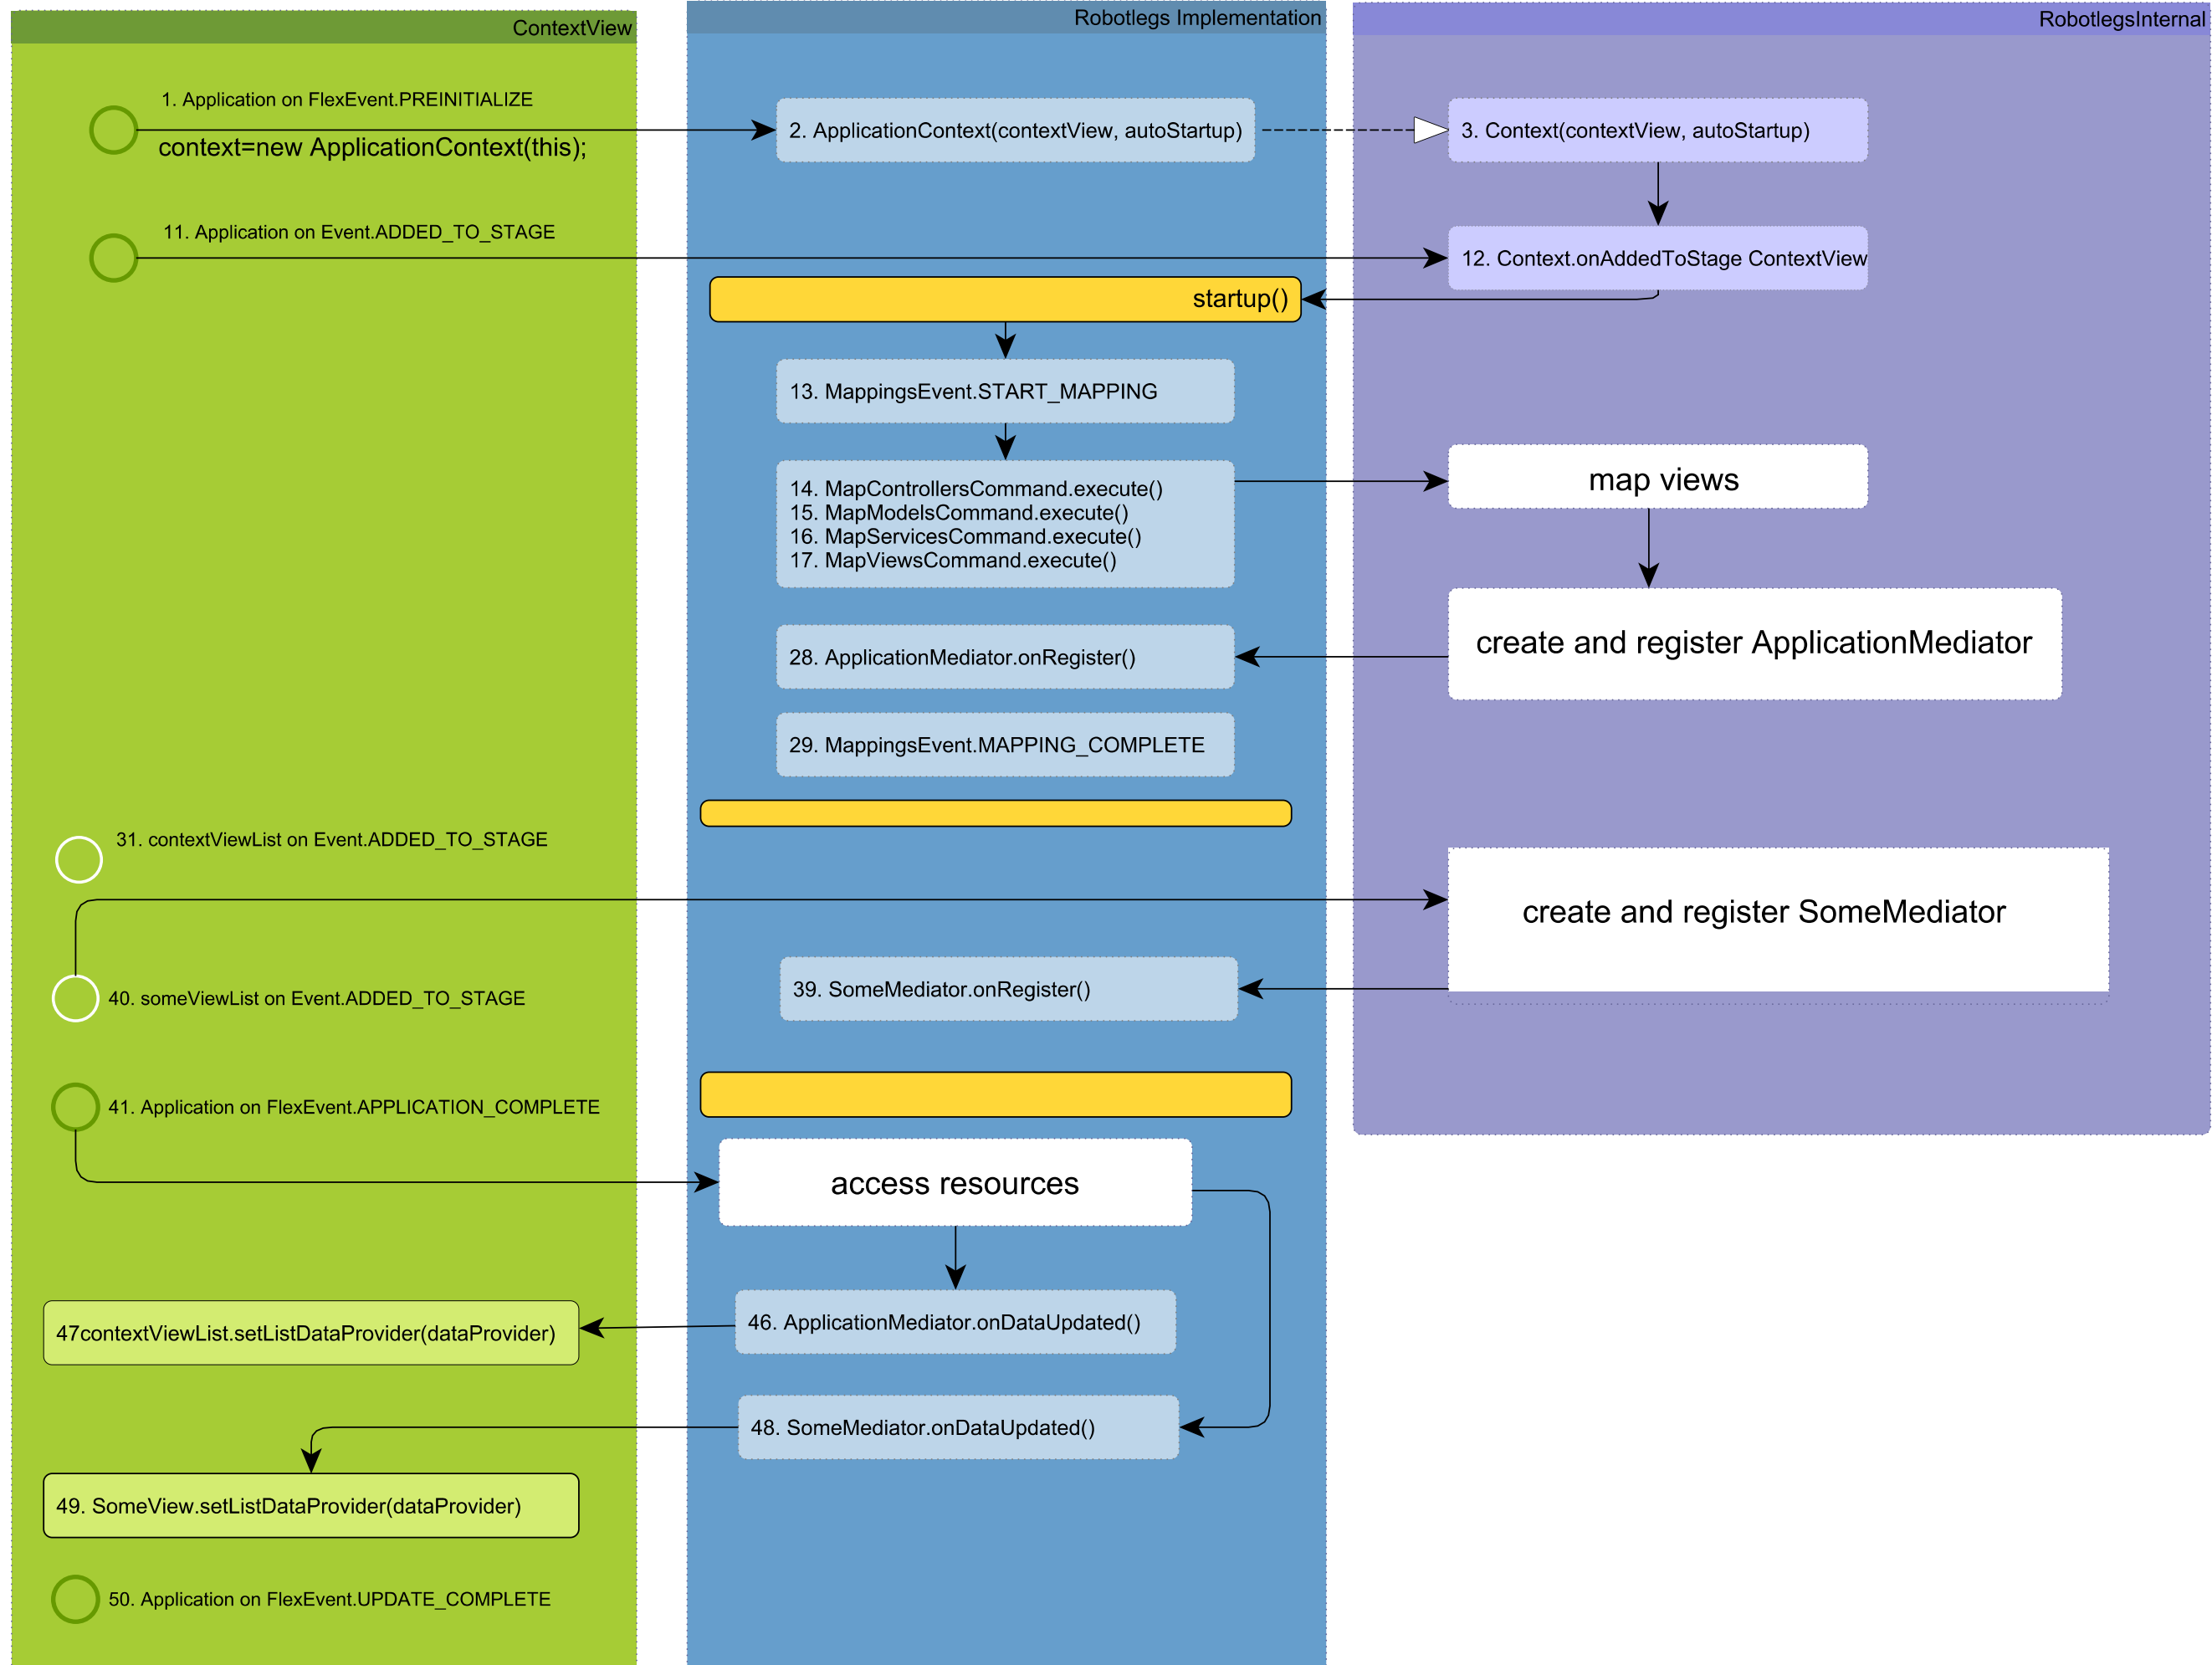 ContextView
Robotlegs Implementation
RobotlegsInternal
1. Application on FlexEvent.PREINITIALIZE
context=new ApplicationContext(this);
2. ApplicationContext(contextView, autoStartup)
3. Context(contextView, autoStartup)
11. Application on Event.ADDED_TO_STAGE
12. Context.onAddedToStage ContextView
startup()
13. MappingsEvent.START_MAPPING
14. MapControllersCommand.execute()
15. MapModelsCommand.execute()
16. MapServicesCommand.execute()
17. MapViewsCommand.execute()
map views
create and register ApplicationMediator
28. ApplicationMediator.onRegister()
29. MappingsEvent.MAPPING_COMPLETE
31. contextViewList on Event.ADDED_TO_STAGE
create and register SomeMediator
39. SomeMediator.onRegister()
40. someViewList on Event.ADDED_TO_STAGE
41. Application on FlexEvent.APPLICATION_COMPLETE
access resources
46. ApplicationMediator.onDataUpdated()
47contextViewList.setListDataProvider(dataProvider)
48. SomeMediator.onDataUpdated()
49. SomeView.setListDataProvider(dataProvider)
50. Application on FlexEvent.UPDATE_COMPLETE